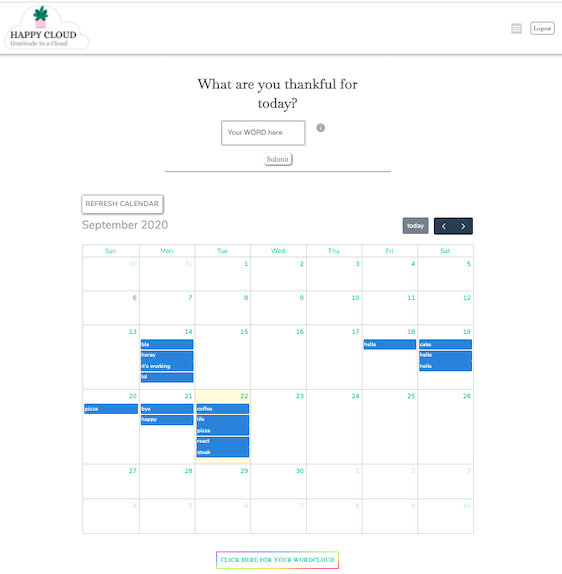 HAPPY CLOUD
Gratitude in a Cloud
Logout
What are you thankful for
today?
Your WORD here
i
Submit
REFRESH CALENDAR
September 2020
today
Sun Mon Tue Wed Thu Fri Sat
30 31 1 2 3 4 5
6 7 8 9 10 11 12
13 14 15 16 17 18 19
bla hello cake
horay hello
it's working hello
lol
20 21 22 23 24 25 26
pizza bye coffee
happy life
pizza
react
steak
27 28 29 30 1 2 3
4 5 6 7 8 9 10
CLICK HERE FOR YOUR WORDCLOUD